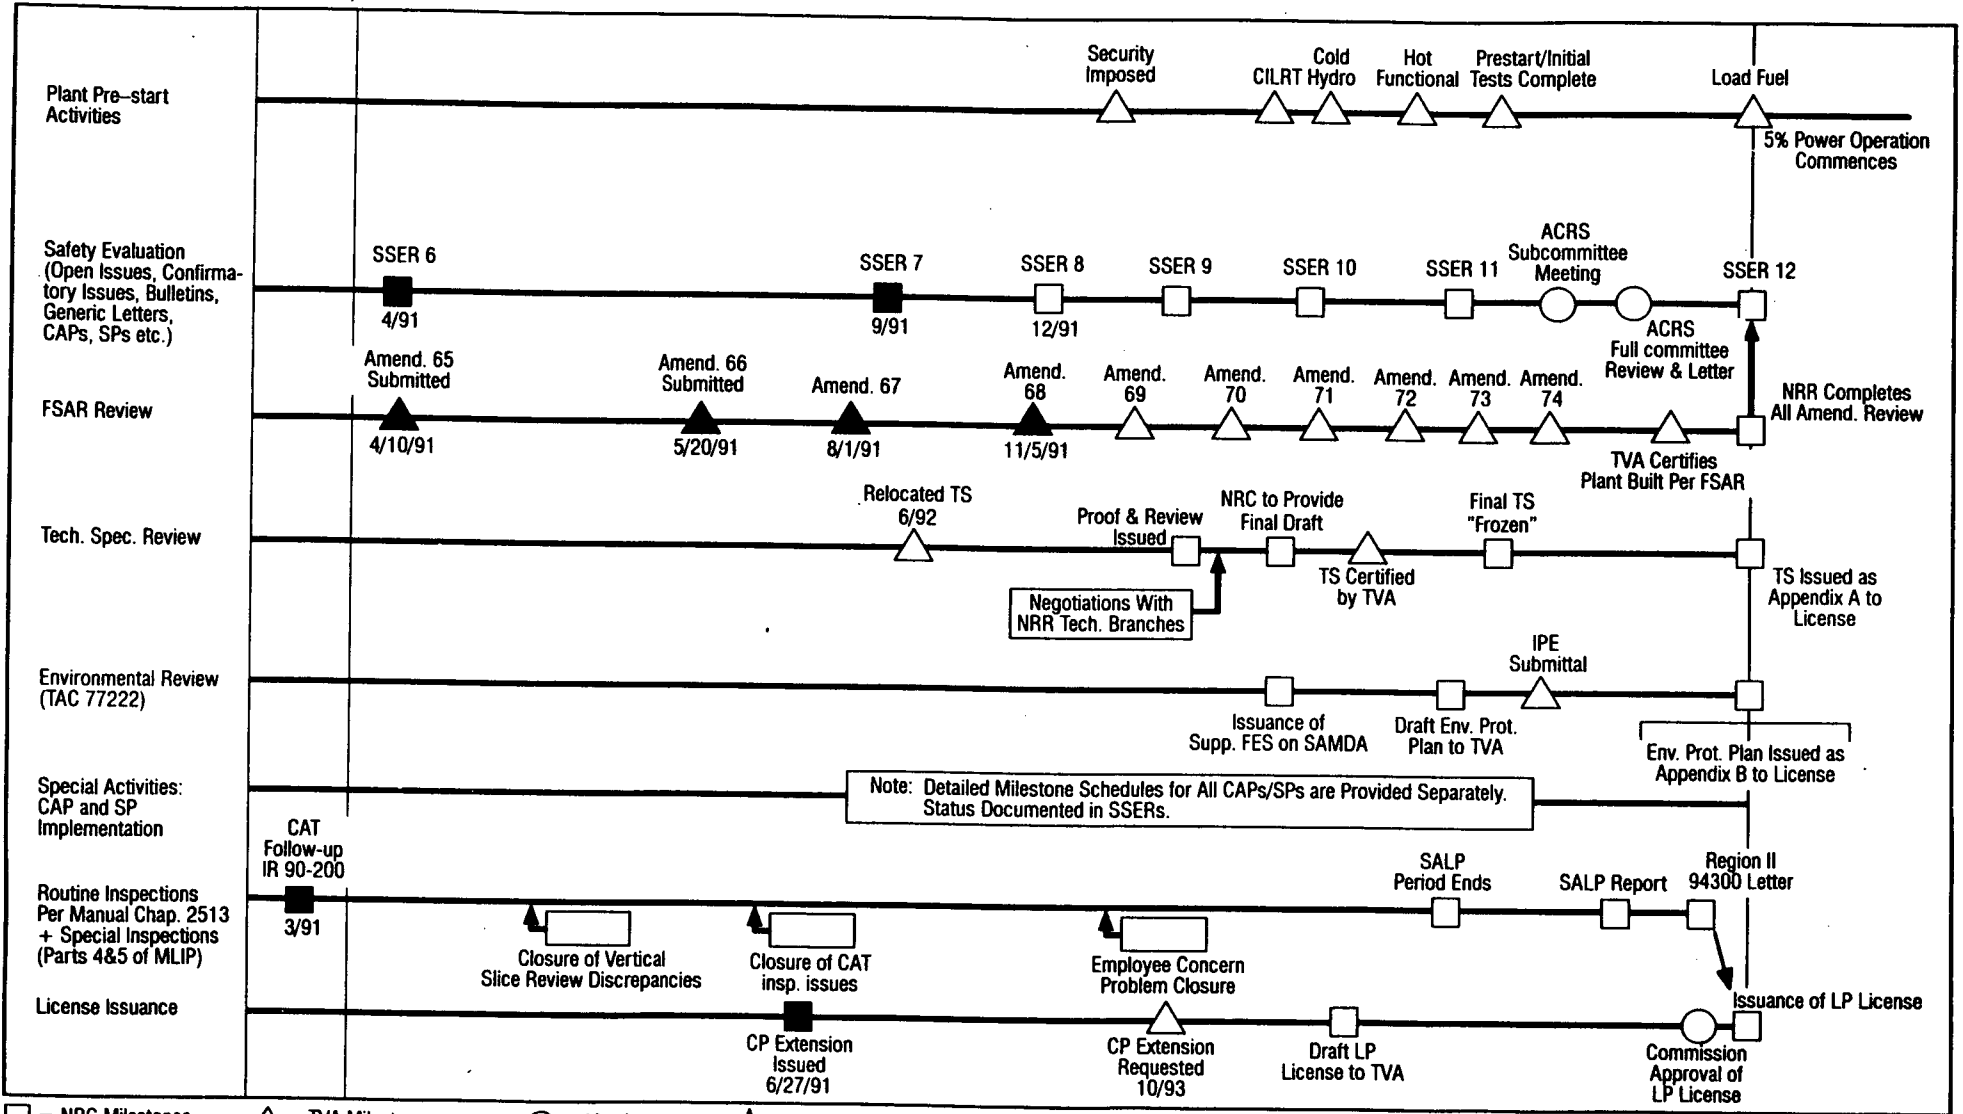 Security
Imposed
CILRT
Cold
Hydro
Hot
Functional
Prestart/Initial
Tests Complete
Load Fuel
Plant Pre-start
Activities
5% Power Operation
Commences
Safety Evaluation
(Open Issues, Confirma-
tory Issues, Bulletins,
Generic Letters,
CAPs, SPs etc.)
SSER 6
4/91
SSER 7
9/91
SSER 8
12/91
SSER 9
SSER 10
SSER 11
ACRS
Subcommittee
Meeting
ACRS
Full committee
Review & Letter
SSER 12
FSAR Review
Amend. 65
Submitted
4/10/91
Amend. 66
Submitted
5/20/91
Amend. 67
8/1/91
Amend.
68
11/5/91
Amend.
69
Amend.
70
Amend.
71
Amend.
72
Amend.
73
Amend.
74
TVA Certifies
Plant Built Per FSAR
NRR Completes
All Amend. Review
Tech. Spec. Review
Relocated TS
6/92
Proof & Review
Issued
Negotiations With
NRR Tech. Branches
NRC to Provide
Final Draft
TS Certified
by TVA
Final TS
"Frozen"
TS Issued as
Appendix A to
License
Environmental Review
(TAC 77222)
Issuance of
Supp. FES on SAMDA
Draft Env. Prot.
Plan to TVA
IPE
Submittal
Env. Prot. Plan Issued as
Appendix B to License
Special Activities:
CAP and SP
Implementation
Note: Detailed Milestone Schedules for All CAPs/SPs are Provided Separately.
Status Documented in SSERs.
Routine Inspections
Per Manual Chap. 2513
+ Special Inspections
(Parts 4&5 of MLIP)
CAT
Follow-up
IR 90-200
3/91
Closure of Vertical
Slice Review Discrepancies
Closure of CAT
insp. issues
Employee Concern
Problem Closure
SALP
Period Ends
SALP Report
Region II
94300 Letter
License Issuance
CP Extension
Issued
6/27/91
CP Extension
Requested
10/93
Draft LP
License to TVA
Commission
Approval of
LP License
Issuance of LP License